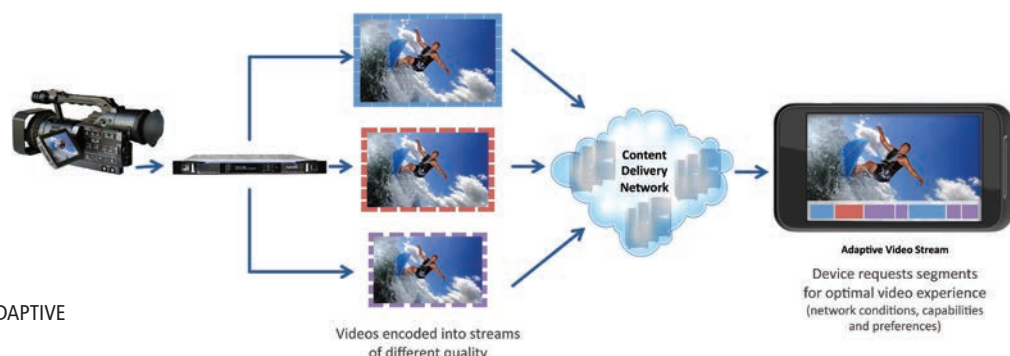 Content
Delivery
Network
Adaptive Video Stream
Device requests segments
for optimal video experience
(network conditions, capabilities
and preferences)
DAPTIVE
Videos encoded into streams
of different quality